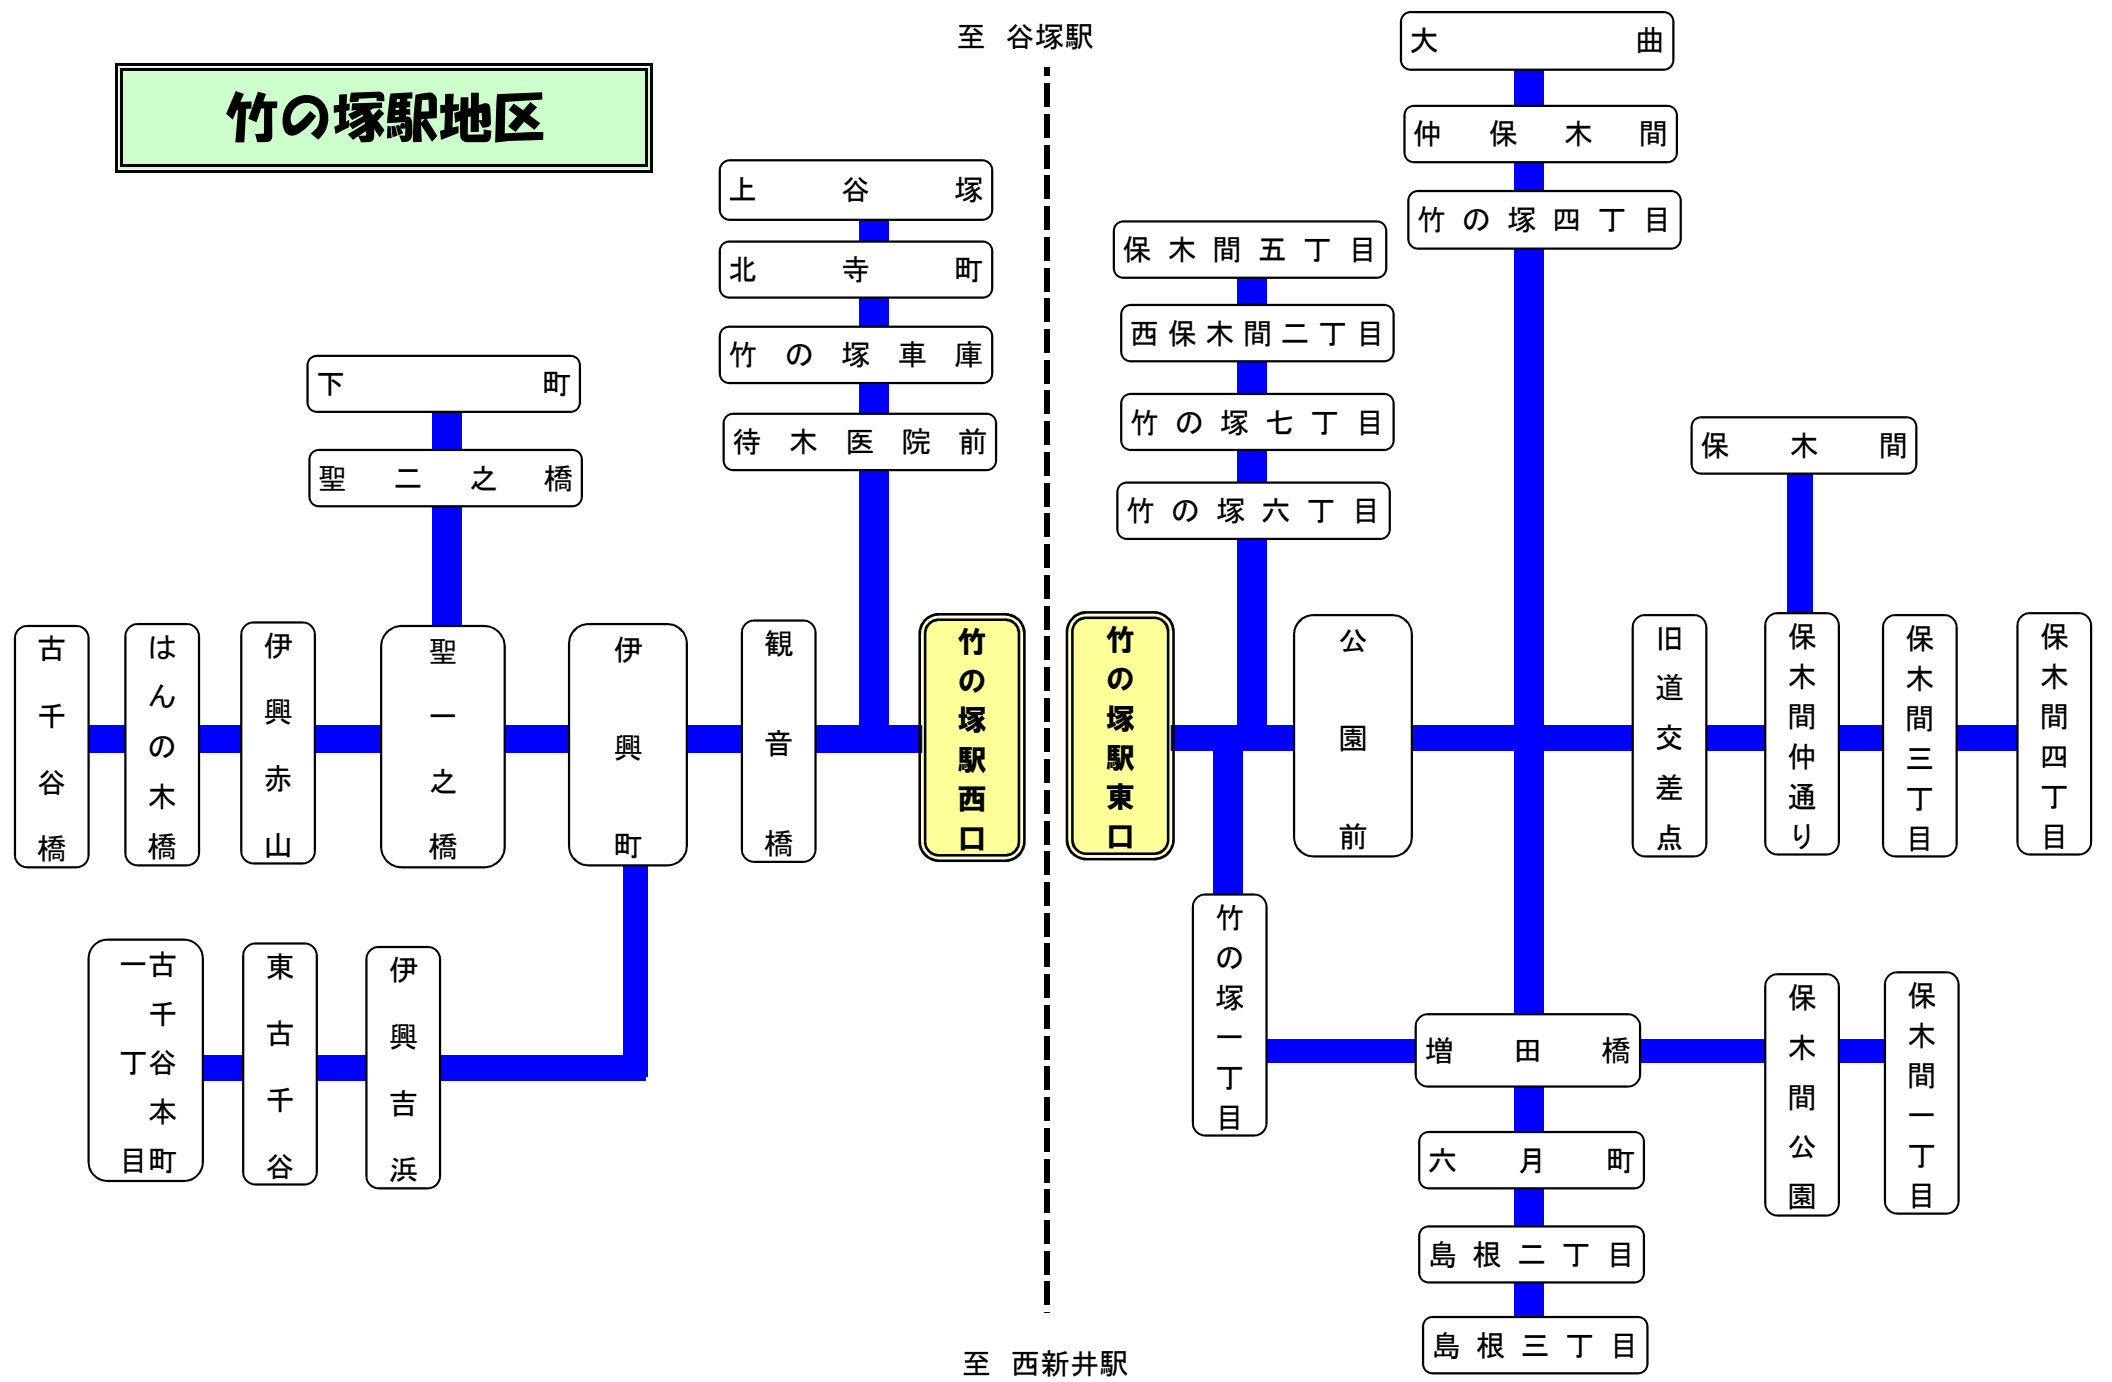 至 谷塚駅
竹の塚駅地区
大曲
仲保木間
竹の塚四丁目
上谷塚
北寺町
竹の塚車庫
待木医院前
保木間五丁目
西保木間二丁目
竹の塚七丁目
竹の塚六丁目
下町
聖二之橋
保木間
古千谷橋
はんの木橋
伊興赤山
聖一之橋
伊興町
観音橋
竹の塚駅西口
竹の塚駅東口
公園前
旧道交差点
保木間仲通り
保木間三丁目
保木間四丁目
古千谷本町
一丁目
東古千谷
伊興吉浜
竹の塚一丁目
増田橋
保木間公園
保木間一丁目
六月町
島根二丁目
島根三丁目
至 西新井駅